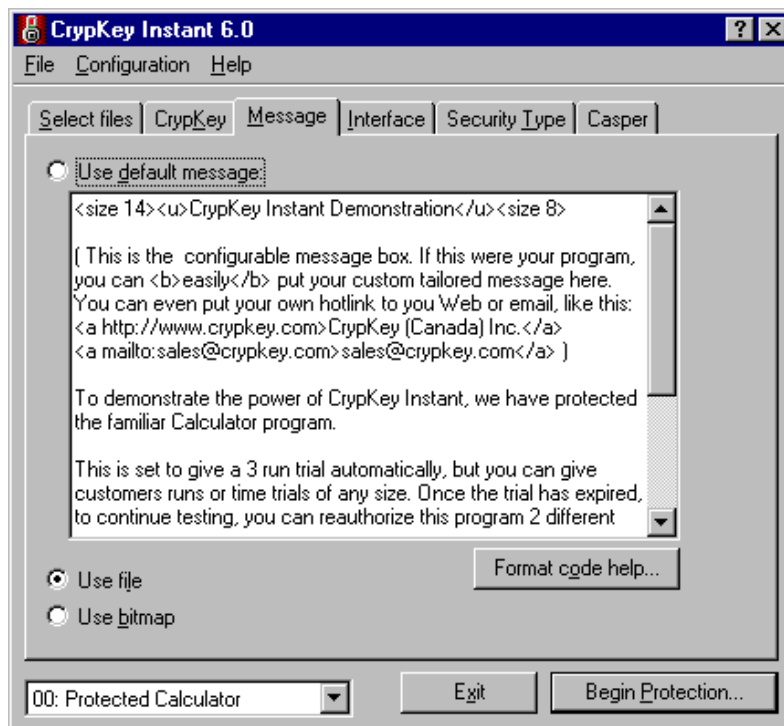 CrypKey Instant 6.0
File Configuration Help
Select files CrypKey Message Interface Security Type Casper
Use default message:
<size 14><u>CrypKey Instant Demonstration</u><size 8>
( This is the  configurable message box. If this were your program,
you can <b>easily</b> put your custom tailored message here.
You can even put your own hotlink to you Web or email, like this:
<a http://www.crypkey.com>CrypKey (Canada) Inc.</a>
<a mailto:sales@crypkey.com>sales@crypkey.com</a> )
To demonstrate the power of CrypKey Instant, we have protected
the familiar Calculator program.
This is set to give a 3 run trial automatically, but you can give
customers runs or time trials of any size. Once the trial has expired,
to continue testing, you can reauthorize this program 2 different
Format code help...
Use file
Use bitmap
00: Protected Calculator Exit Begin Protection...